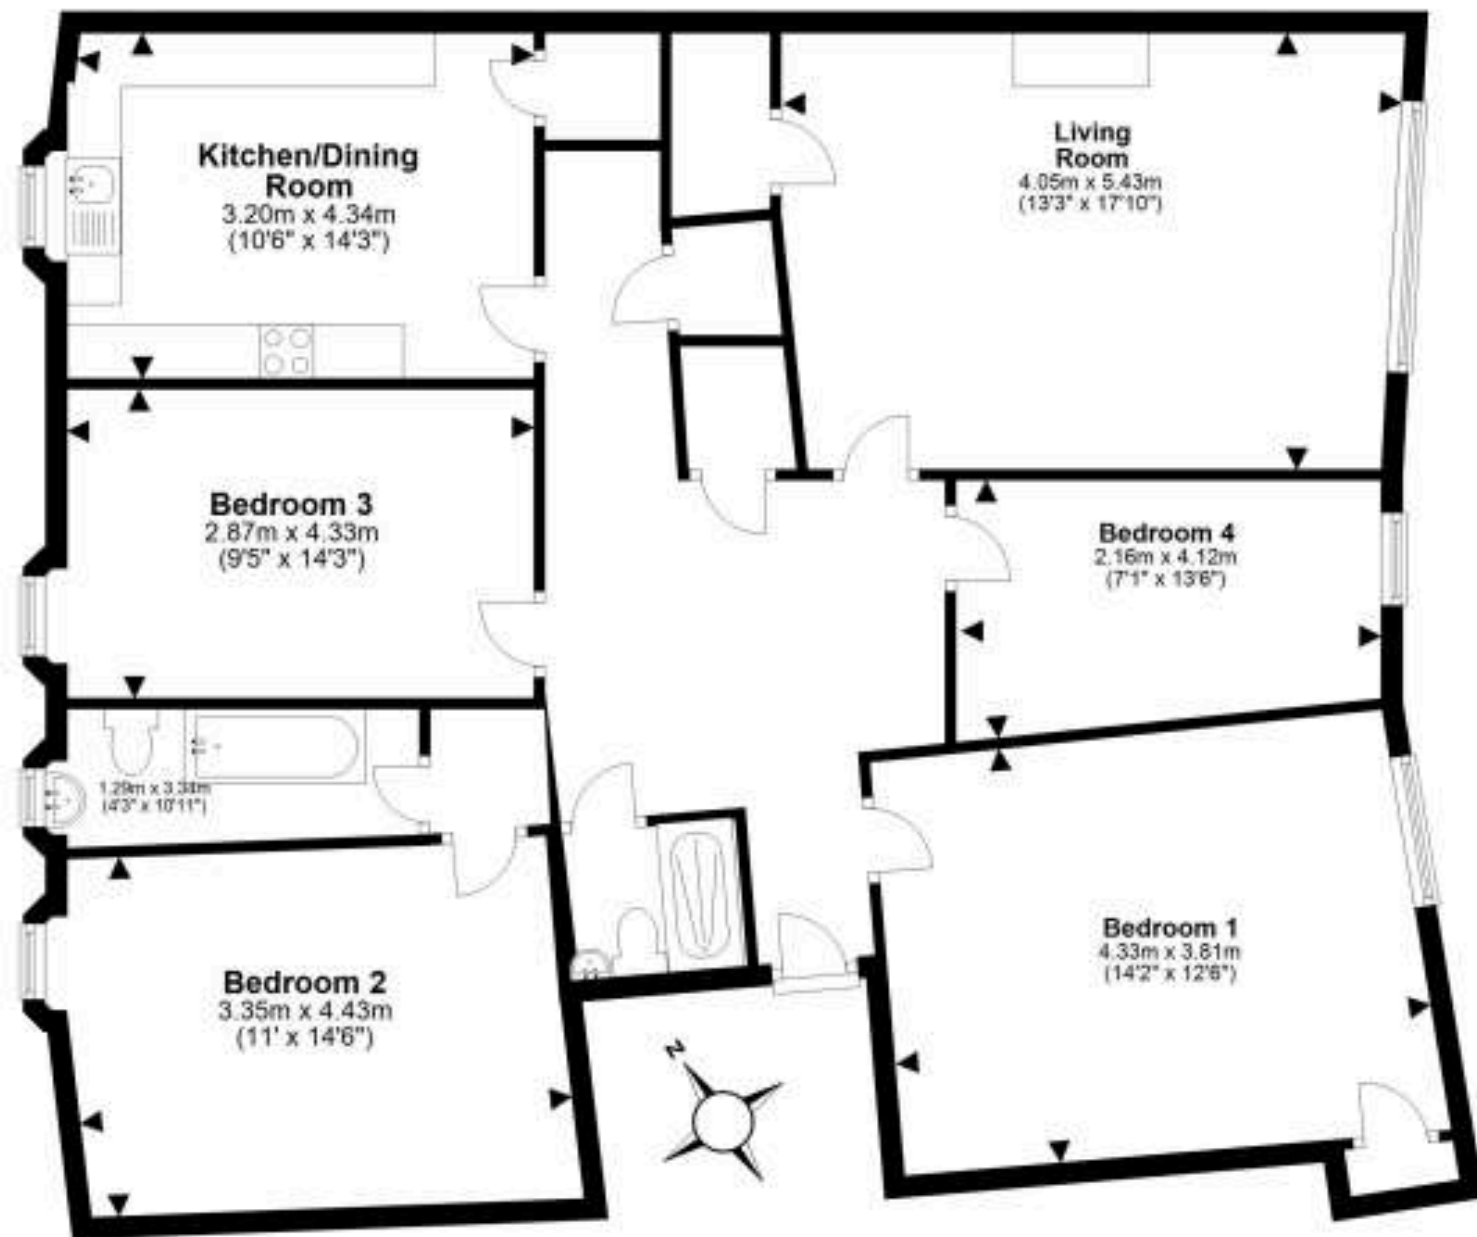 Kitchen/Dining
Room
3.20m x 4.34m
(10'6" x 14'3")
Living
Room
4.05m x 5.43m
(13'3" x 17'10")
Bedroom 3
2.87m x 4.33m
(9'5" x 14'3")
Bedroom 4
2.16m x 4.12m
(7'1" x 13'6")
1.29m x 3.34m
(4'3" x 10'11")
Bedroom 2
3.35m x 4.43m
(11' x 14'6")
Bedroom 1
4.33m x 3.81m
(14'2" x 12'6")
N